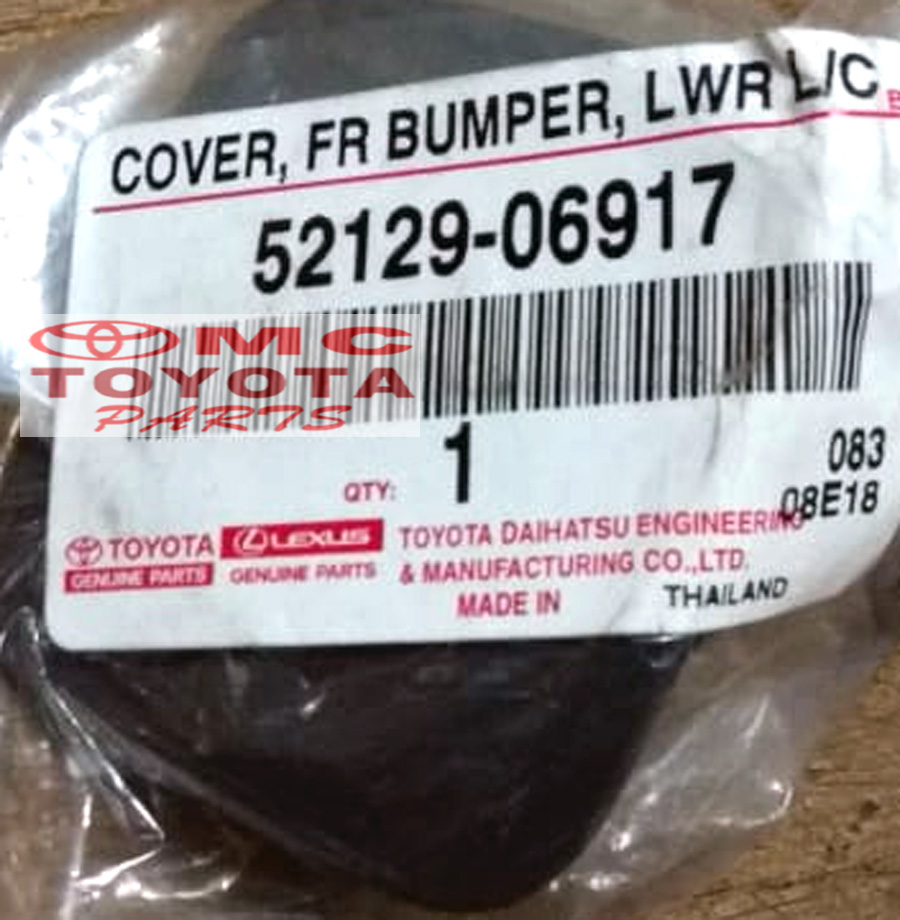 COVER, FR BUMPER, LWR L/C
52129-06917
OMC
TOYOTA
PARTS
QTY: 1
083
08E18
TOYOTA
GENUINE PARTS
LEXUS
GENUINE PARTS
TOYOTA DAIHATSU ENGINEERING
& MANUFACTURING CO.,LTD.
MADE IN THAILAND